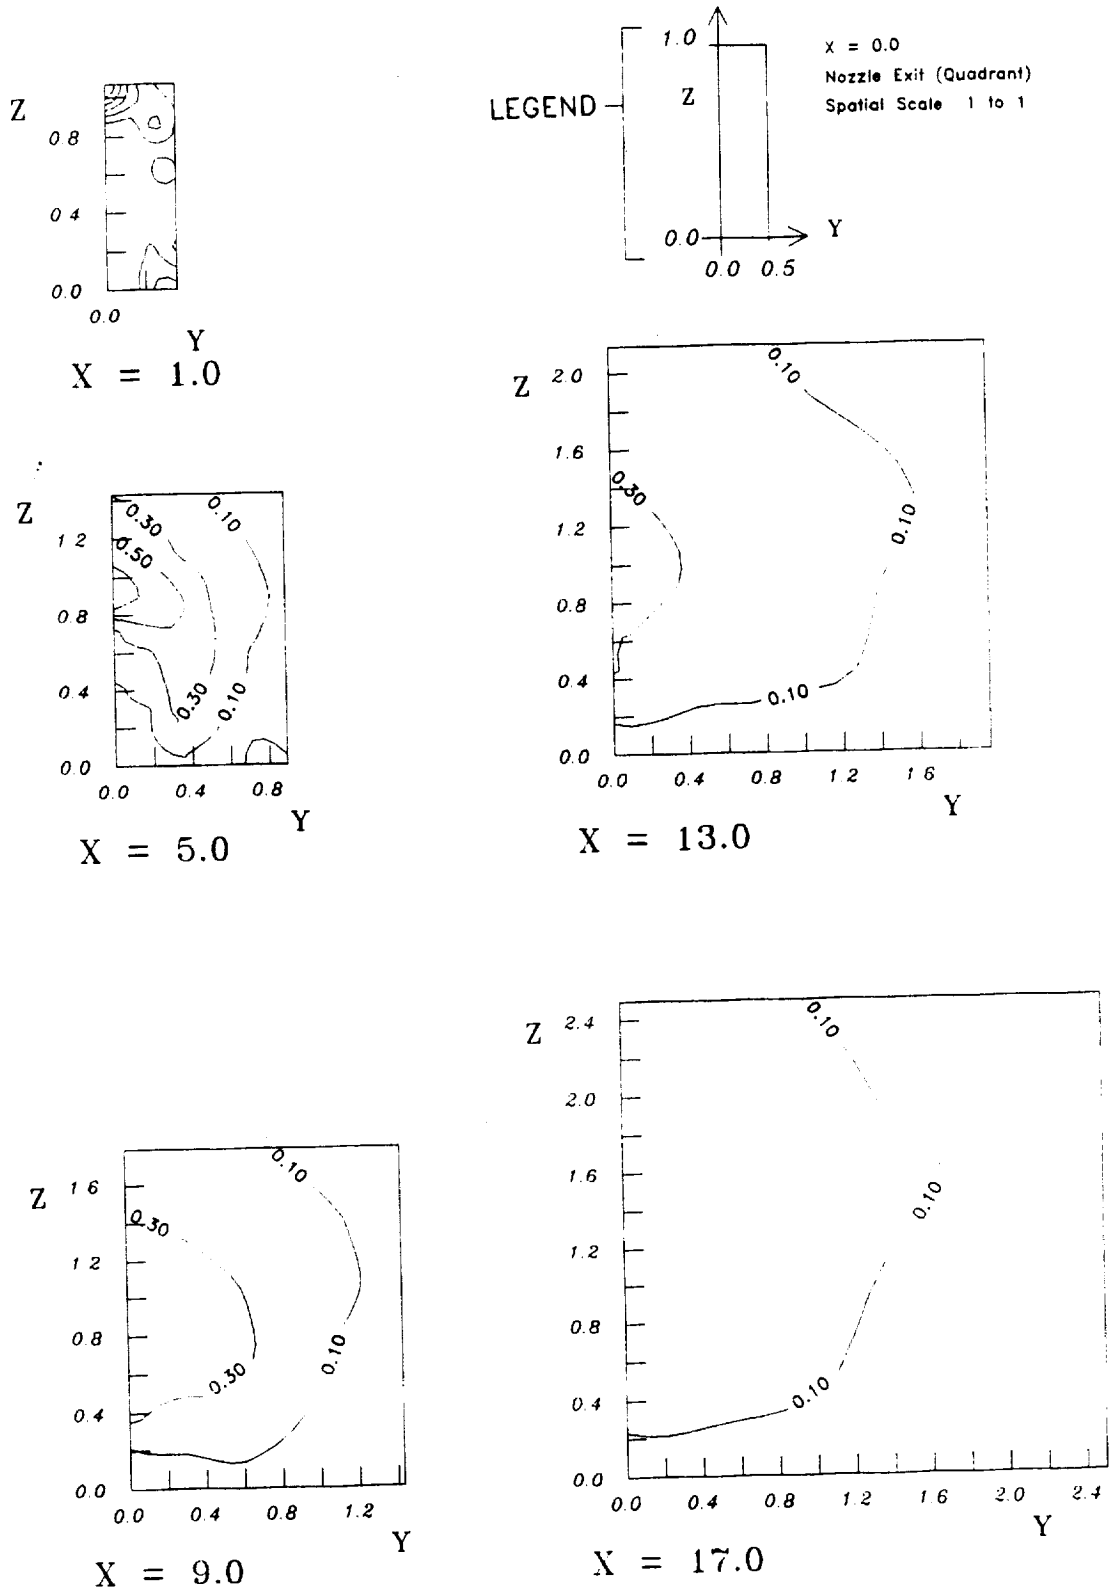 Z
0.8
0.4
0.0
0.0
Y
X = 1.0
LEGEND
1.0
Z
0.0
Y
0.0 0.5
X = 0.0
Nozzle Exit (Quadrant)
Spatial Scale 1 to 1
Z
1.2
0.8
0.4
0.0
0.0 0.4 0.8
Y
0.30
0.10
0.50
0.30
0.10
X = 5.0
Z
2.0
1.6
1.2
0.8
0.4
0.0
0.0 0.4 0.8 1.2 1.6
Y
0.10
0.30
0.10
0.10
X = 13.0
Z
1.6
1.2
0.8
0.4
0.0
0.0 0.4 0.8 1.2
Y
0.10
0.30
0.10
0.30
X = 9.0
Z
2.4
2.0
1.6
1.2
0.8
0.4
0.0
0.0 0.4 0.8 1.2 1.6 2.0 2.4
Y
0.10
0.10
0.10
X = 17.0